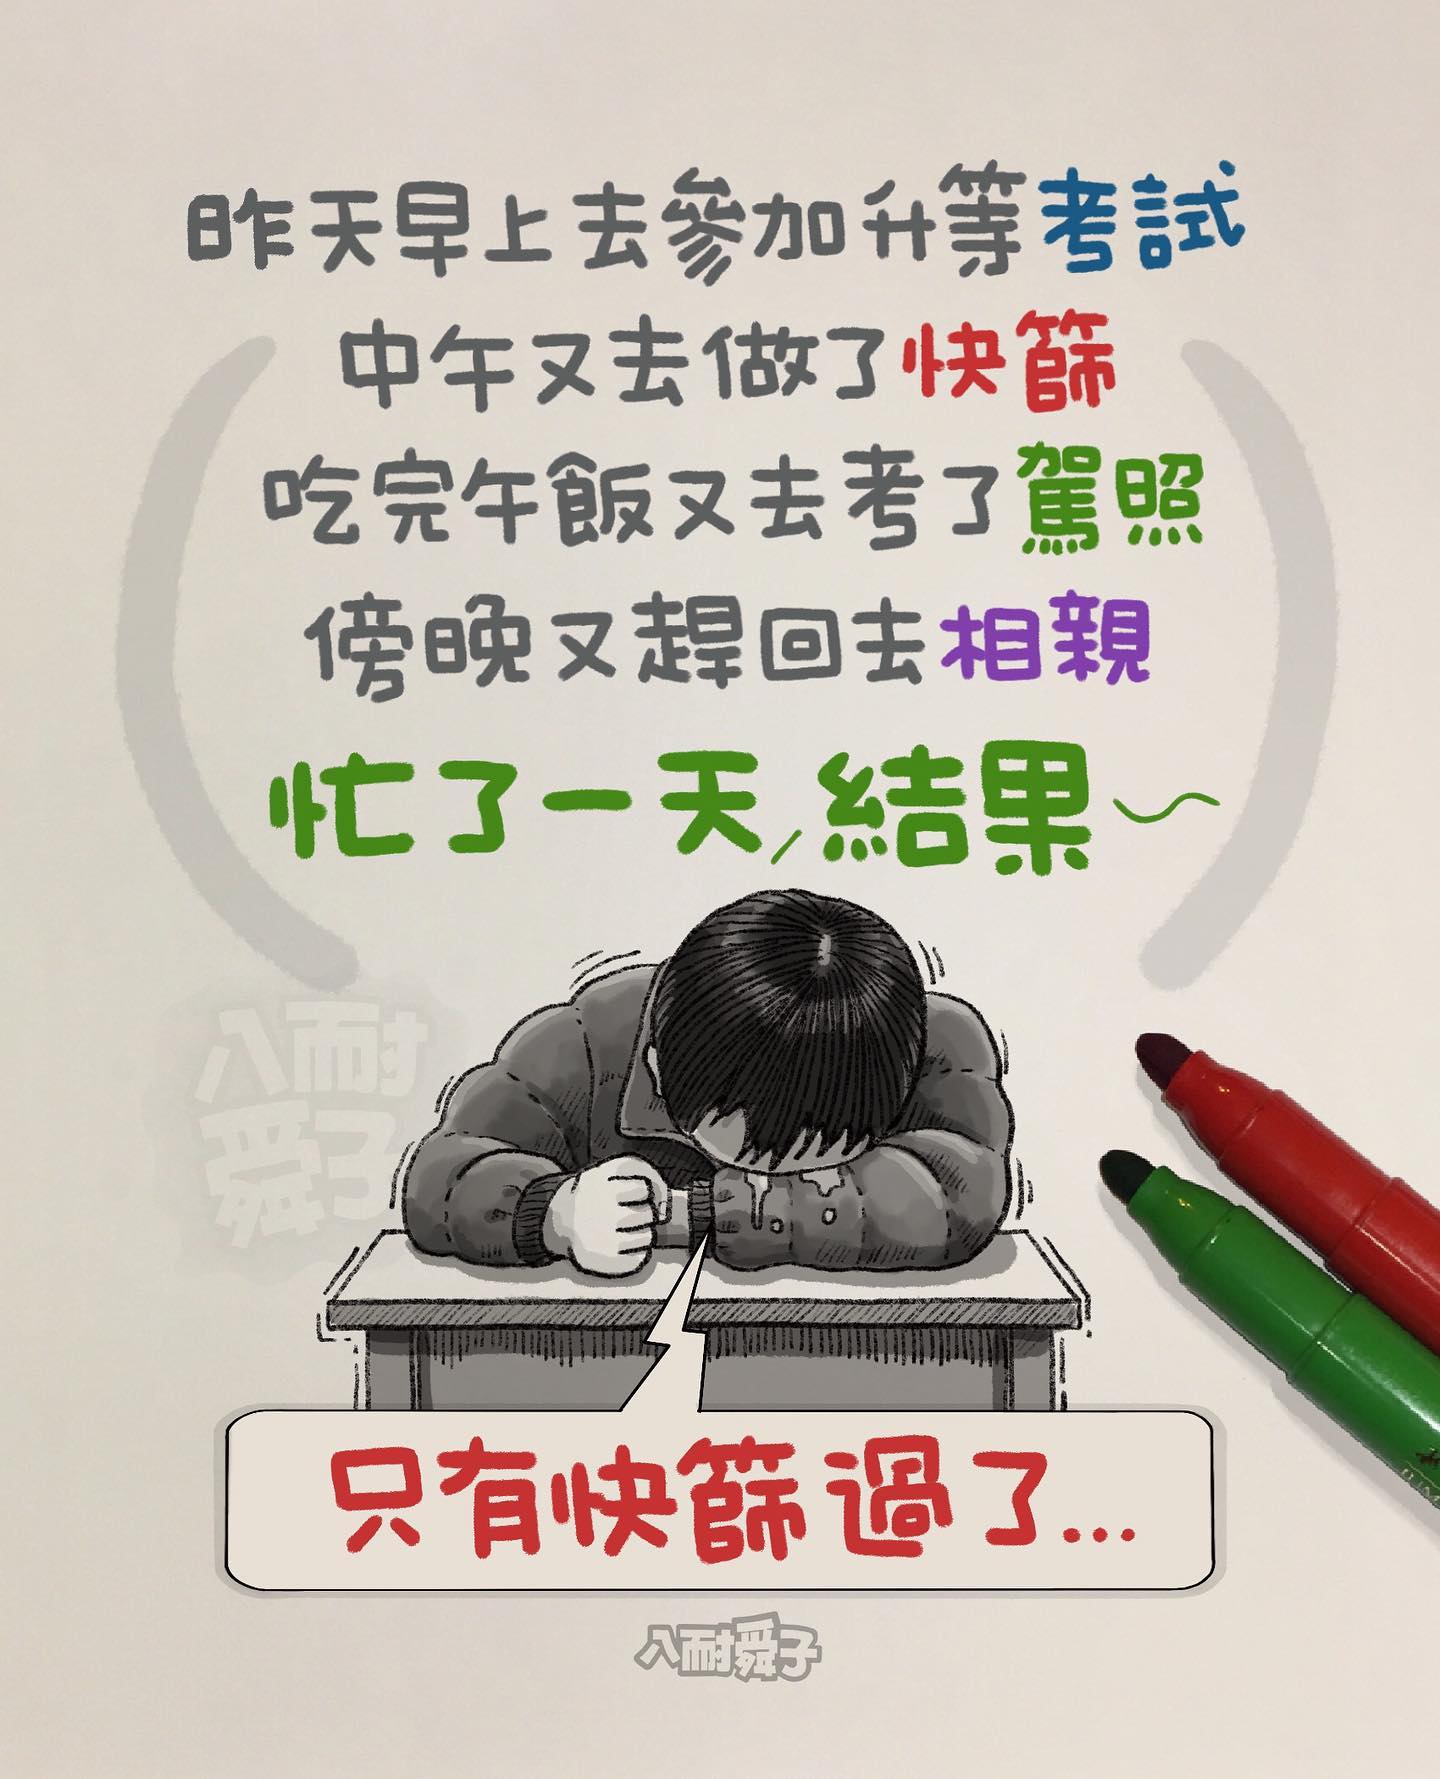 昨天早上去參加升等考試
中午又去做了快篩
吃完午飯又去考了駕照
傍晚又趕回去相親
忙了一天,結果~
八耐
舜子
只有快篩過了...
八耐舜子